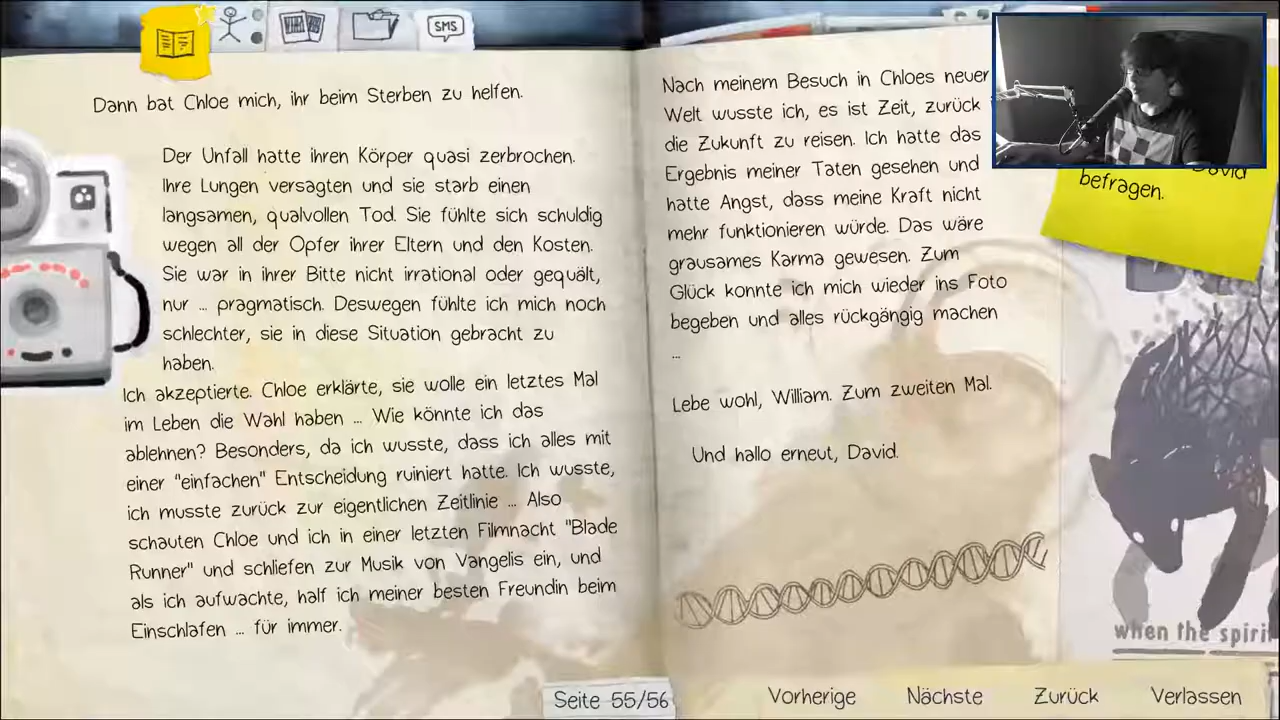 SMS
Dann bat Chloe mich, ihr beim Sterben zu helfen.
Der Unfall hatte ihren Körper quasi zerbrochen.
Ihre Lungen versagten und sie starb einen
langsamen, qualvollen Tod. Sie fühlte sich schuldig
wegen all der Opfer ihrer Eltern und den Kosten.
Sie war in ihrer Bitte nicht irrational oder gequält,
nur ... pragmatisch. Deswegen fühlte ich mich noch
schlechter, sie in diese Situation gebracht zu
haben.
Ich akzeptierte. Chloe erklärte, sie wolle ein letztes Mal
im Leben die Wahl haben ... Wie könnte ich das
ablehnen? Besonders, da ich wusste, dass ich alles mit
einer "einfachen" Entscheidung ruiniert hatte. Ich wusste,
ich musste zurück zur eigentlichen Zeitlinie ... Also
schauten Chloe und ich in einer letzten Filmnacht "Blade
Runner" und schliefen zur Musik von Vangelis ein, und
als ich aufwachte, half ich meiner besten Freundin beim
Einschlafen ... für immer.
Nach meinem Besuch in Chloes neuer
Welt wusste ich, es ist Zeit, zurück
die Zukunft zu reisen. Ich hatte das
Ergebnis meiner Taten gesehen und
hatte Angst, dass meine Kraft nicht
mehr funktionieren würde. Das wäre
grausames Karma gewesen. Zum
Glück konnte ich mich wieder ins Foto
begeben und alles rückgängig machen
...
Lebe wohl, William. Zum zweiten Mal.
Und hallo erneut, David.
David
befragen.
when the spirit
Seite 55/56
Vorherige
Nächste
Zurück
Verlassen